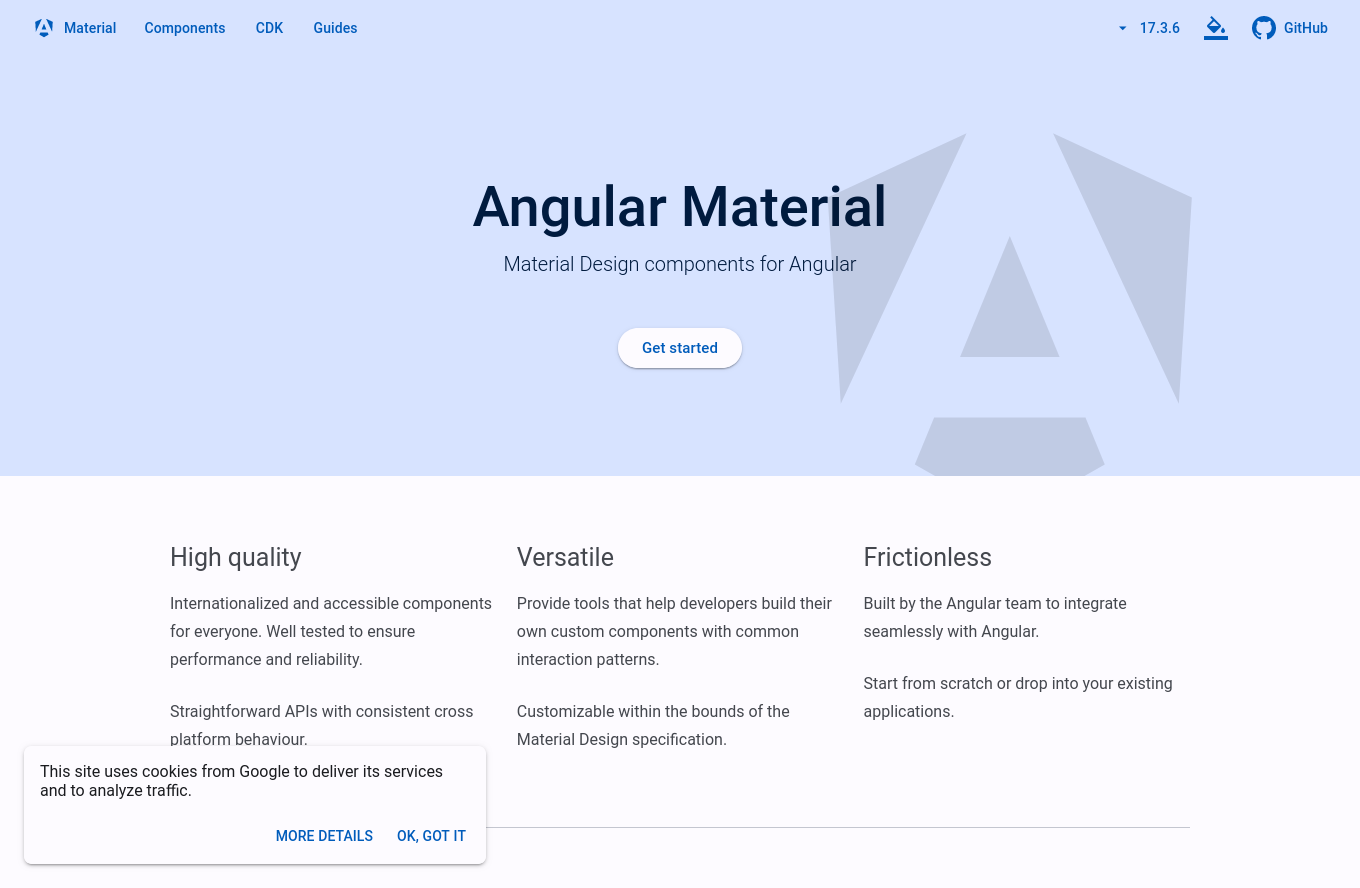 Material Components CDK Guides 17.3.6 GitHub
Angular Material
Material Design components for Angular
Get started
High quality
Internationalized and accessible components
for everyone. Well tested to ensure
performance and reliability.
Straightforward APIs with consistent cross
platform behaviour.
Versatile
Provide tools that help developers build their
own custom components with common
interaction patterns.
Customizable within the bounds of the
Material Design specification.
Frictionless
Built by the Angular team to integrate
seamlessly with Angular.
Start from scratch or drop into your existing
applications.
This site uses cookies from Google to deliver its services
and to analyze traffic.
MORE DETAILS OK, GOT IT